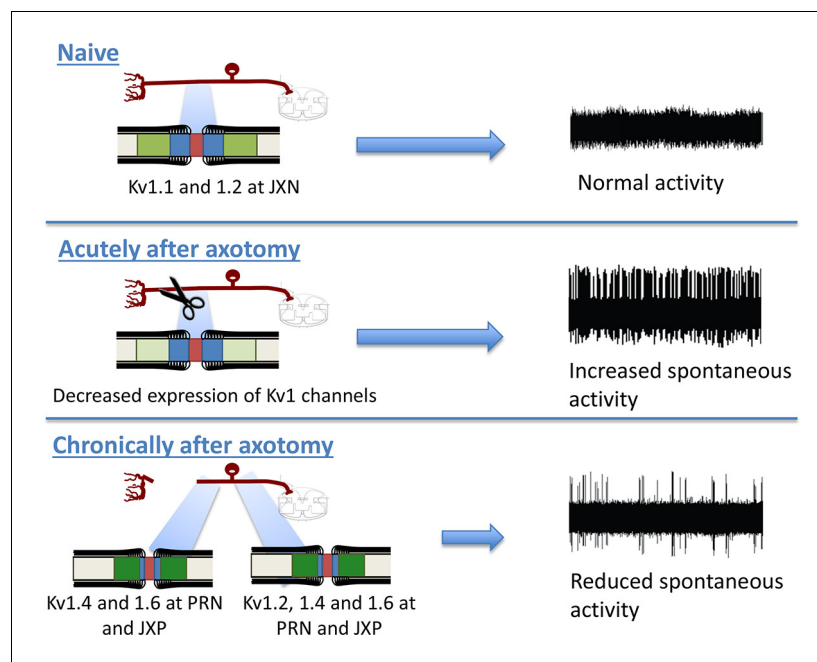 Naive
Kv1.1 and 1.2 at JXN
Normal activity
Acutely after axotomy
Decreased expression of Kv1 channels
Increased spontaneous
activity
Chronically after axotomy
Kv1.4 and 1.6 at PRN
and JXP
Kv1.2, 1.4 and 1.6 at
PRN and JXP
Reduced spontaneous
activity